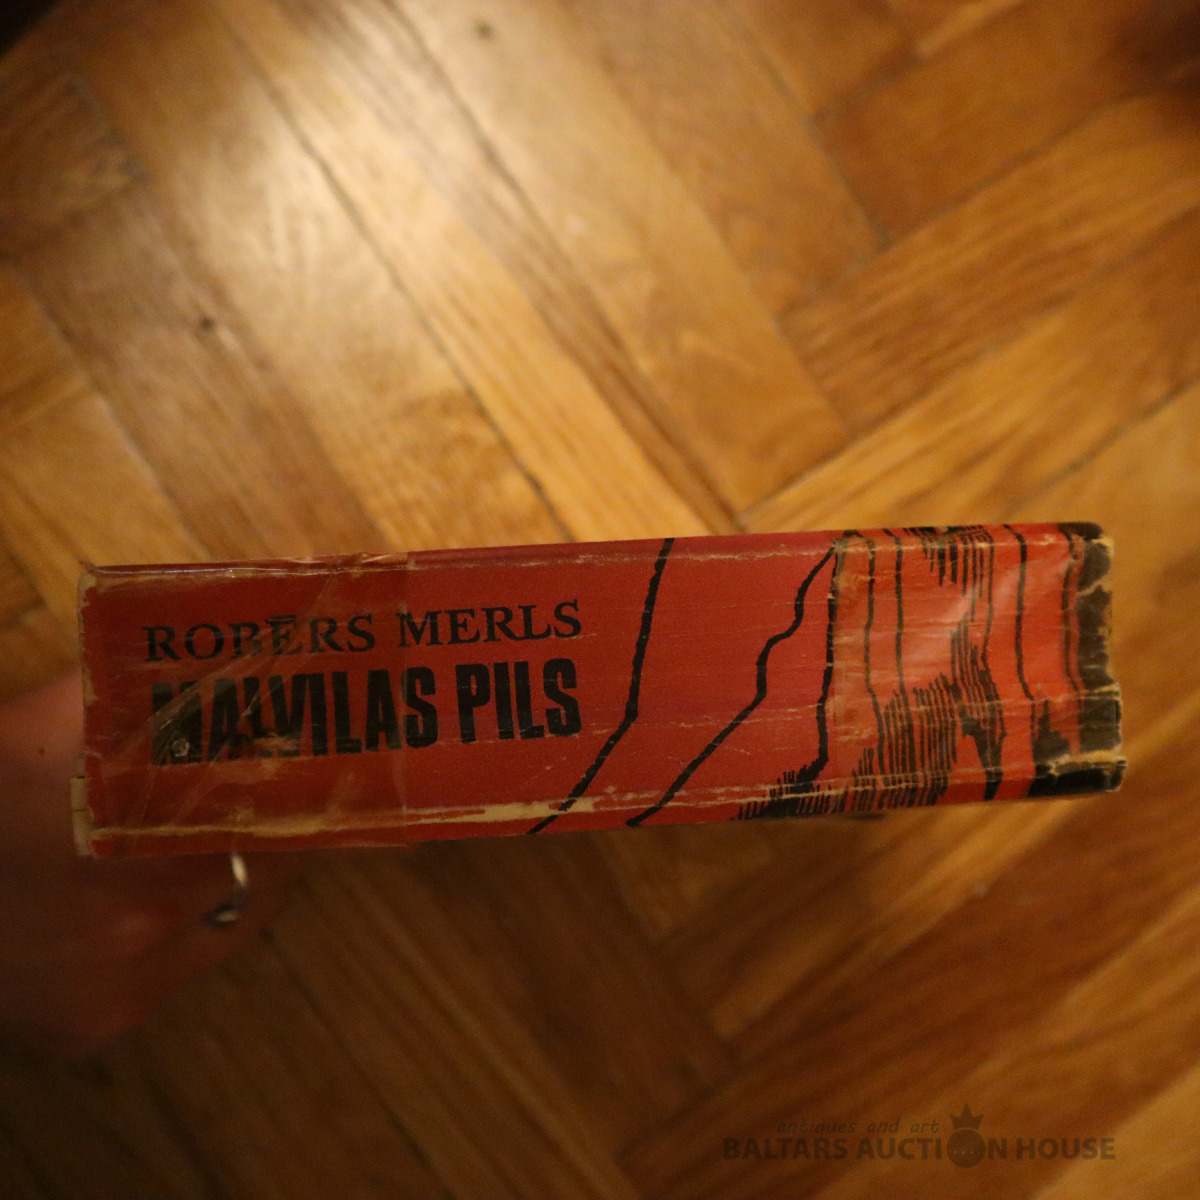 ROBĒRS MERLS
MALVILAS PILS
antiques and art
BALTARS AUCTION HOUSE